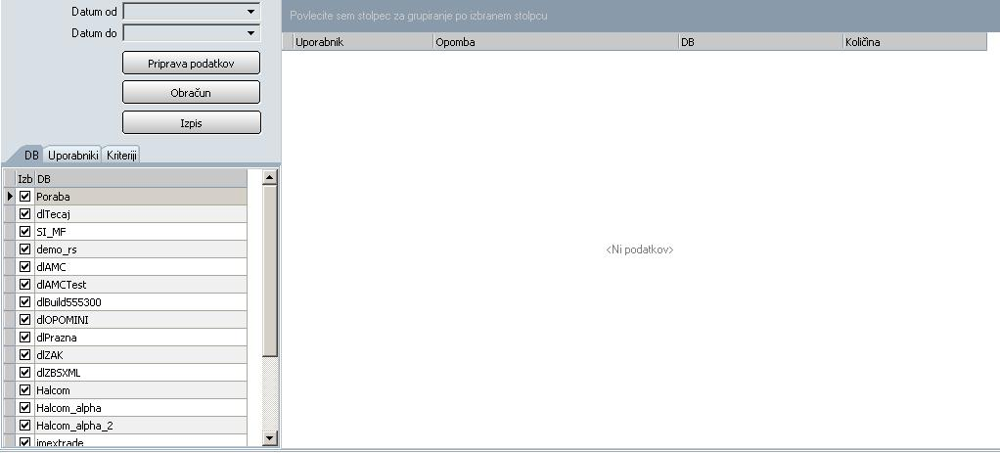 Datum od
Datum do
Priprava podatkov
Obračun
Izpis
DB Uporabniki Kriteriji
Izb DB
Poraba
dlTecaj
SI_MF
demo_rs
dlAMC
dlAMCTest
dlBuild555300
dlOPOMINI
dlPrazna
dlZAK
dlZBSXML
Halcom
Halcom_alpha
Halcom_alpha_2
imextrade
Povlecite sem stolpec za grupiranje po izbranem stolpcu
Uporabnik Opomba DB Količina
<Ni podatkov>